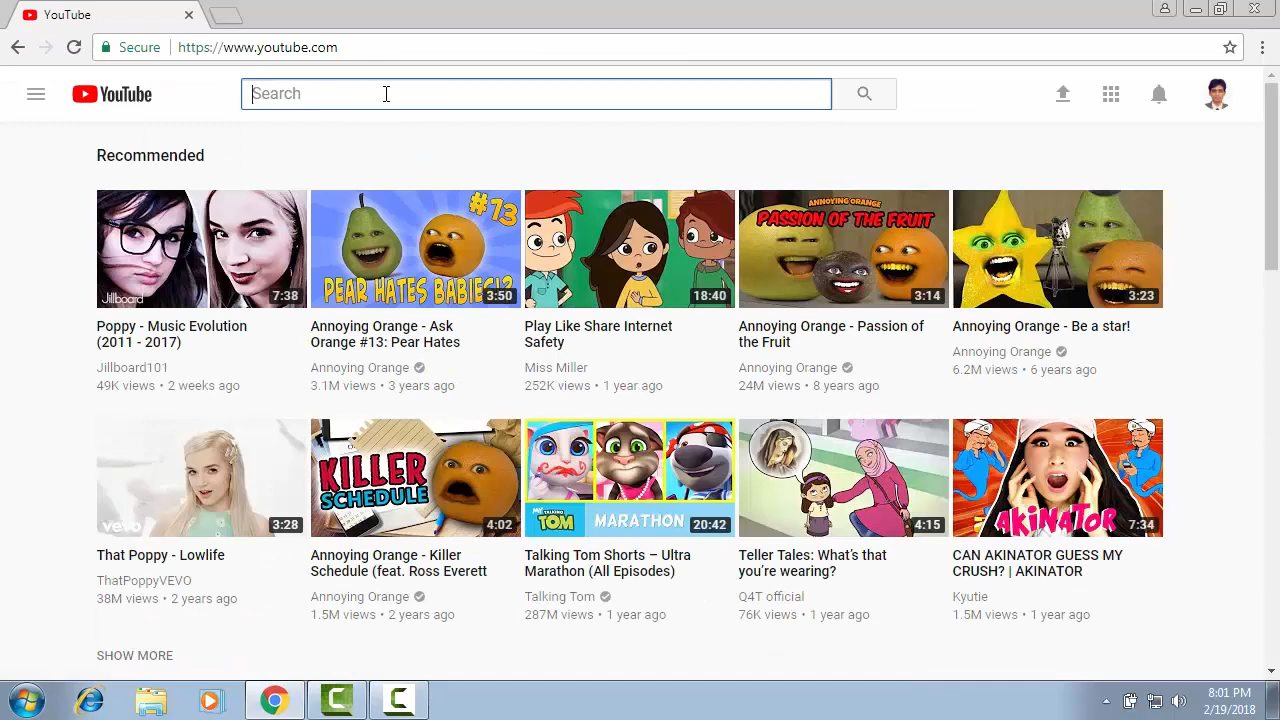 YouTube
Secure
https://www.youtube.com
YouTube
Search
Recommended
Jillboard
7:38
#13
PEAR HATES BABIES!?
3:50
18:40
ANNOYING ORANGE
PASSION OF THE FRUIT
3:14
3:23
Poppy - Music Evolution
(2011 - 2017)
Jillboard101
49K views • 2 weeks ago
Annoying Orange - Ask
Orange #13: Pear Hates
Annoying Orange
3.1M views • 3 years ago
Play Like Share Internet
Safety
Miss Miller
252K views • 1 year ago
Annoying Orange - Passion of
the Fruit
Annoying Orange
24M views • 8 years ago
Annoying Orange - Be a star!
Annoying Orange
6.2M views • 6 years ago
vevo
3:28
KILLER
SCHEDULE
4:02
MY
TALKING
TOM
MARATHON
20:42
4:15
AKINATOR
7:34
That Poppy - Lowlife
ThatPoppyVEVO
38M views • 2 years ago
Annoying Orange - Killer
Schedule (feat. Ross Everett
Annoying Orange
1.5M views • 2 years ago
Talking Tom Shorts – Ultra
Marathon (All Episodes)
Talking Tom
287M views • 1 year ago
Teller Tales: What's that
you're wearing?
Q4T official
76K views • 1 year ago
CAN AKINATOR GUESS MY
CRUSH? | AKINATOR
Kyutie
1.5M views • 1 year ago
SHOW MORE
8:01 PM
2/19/2018